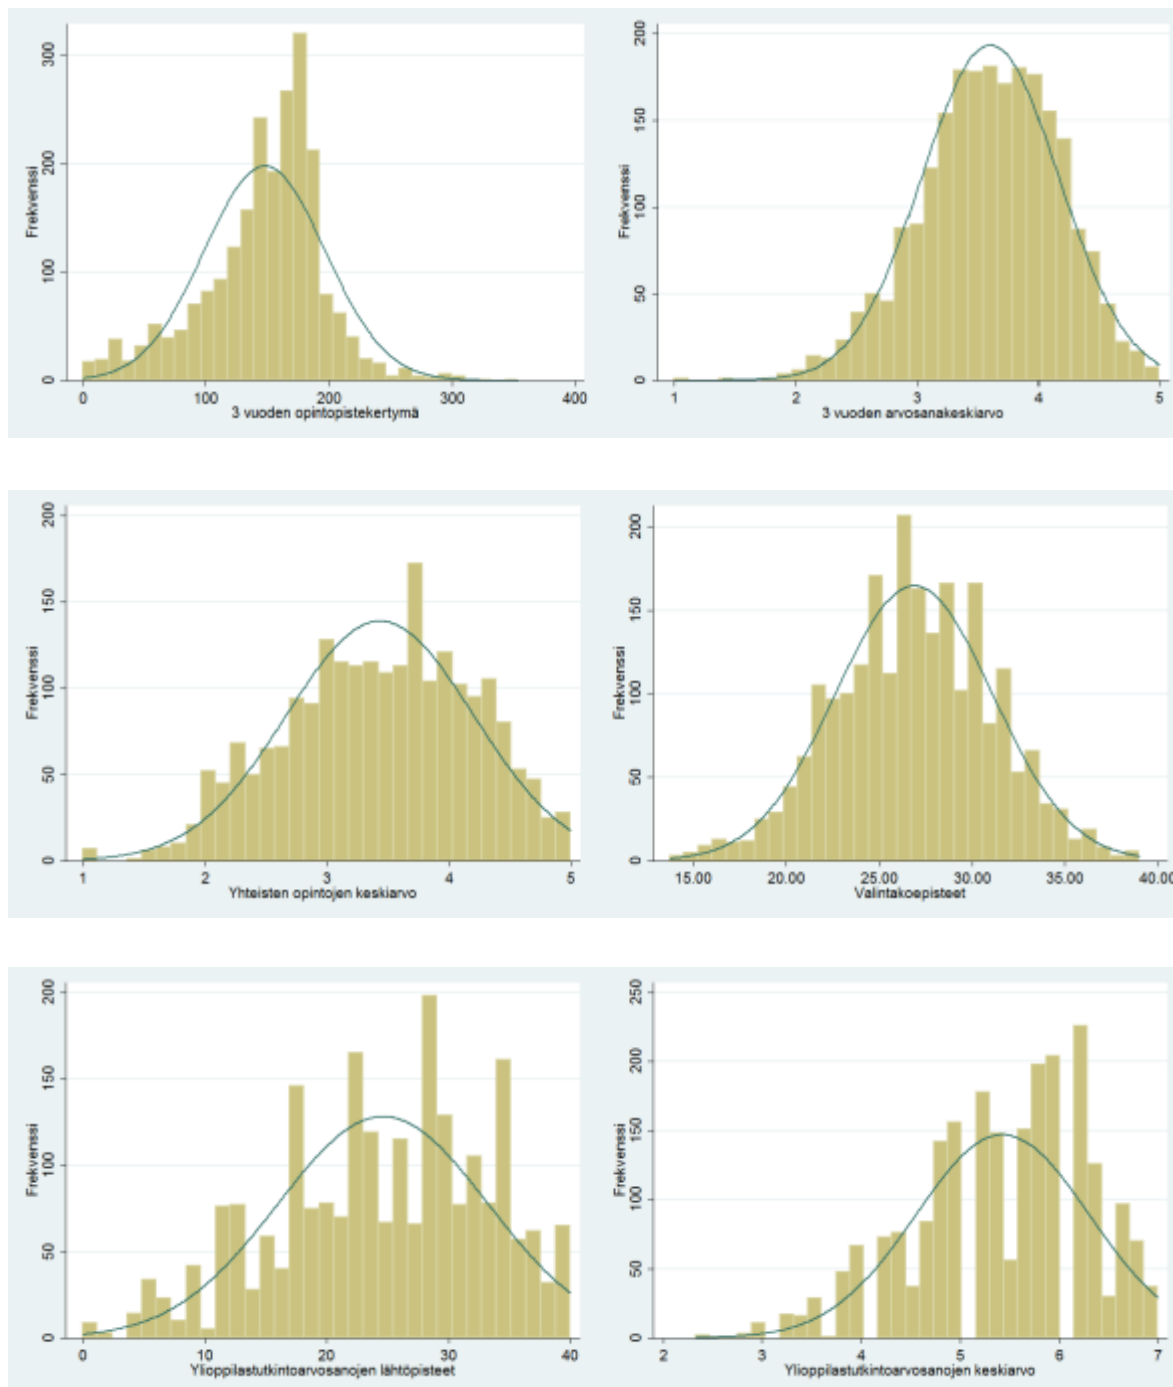 300
200
100
0
Frekvenssi
0 100 200 300 400
3 vuoden opintopistekertymä
200
150
100
50
0
Frekvenssi
1 2 3 4 5
3 vuoden arvosanakeskiarvo
200
150
100
50
0
Frekvenssi
1 2 3 4 5
Yhteisten opintojen keskiarvo
200
150
100
50
0
Frekvenssi
15.00 20.00 25.00 30.00 35.00 40.00
Valintakoepisteet
200
150
100
50
0
Frekvenssi
0 10 20 30 40
Ylioppilastutkintoarvosanojen lähtöpisteet
250
200
150
100
50
0
Frekvenssi
2 3 4 5 6 7
Ylioppilastutkintoarvosanojen keskiarvo